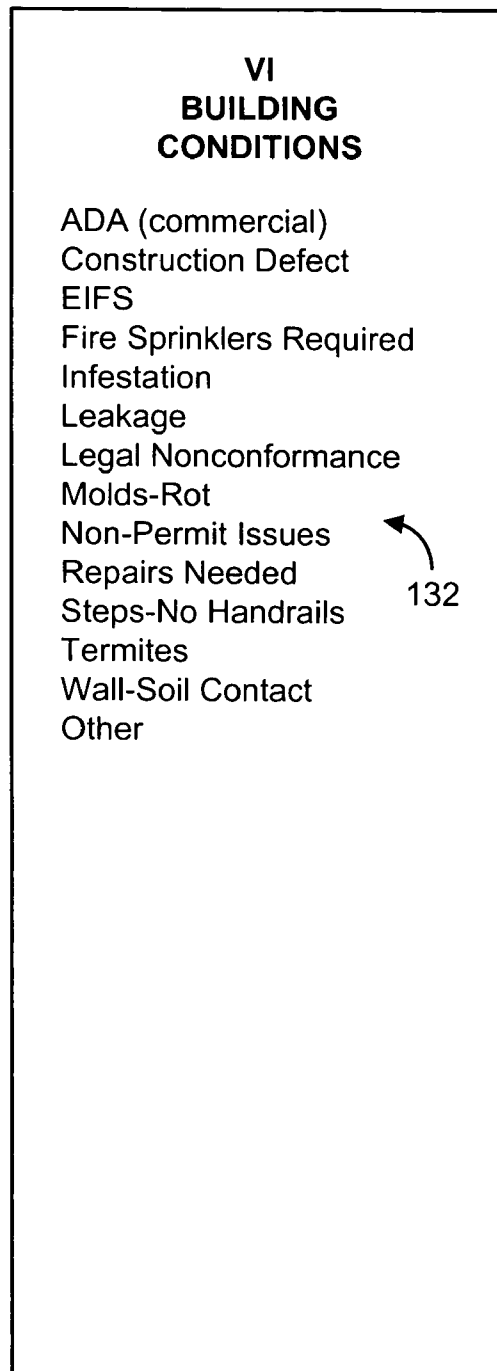 VI
BUILDING
CONDITIONS
ADA (commercial)
Construction Defect
EIFS
Fire Sprinklers Required
Infestation
Leakage
Legal Nonconformance
Molds-Rot
Non-Permit Issues
Repairs Needed
132
Steps-No Handrails
Termites
Wall-Soil Contact
Other